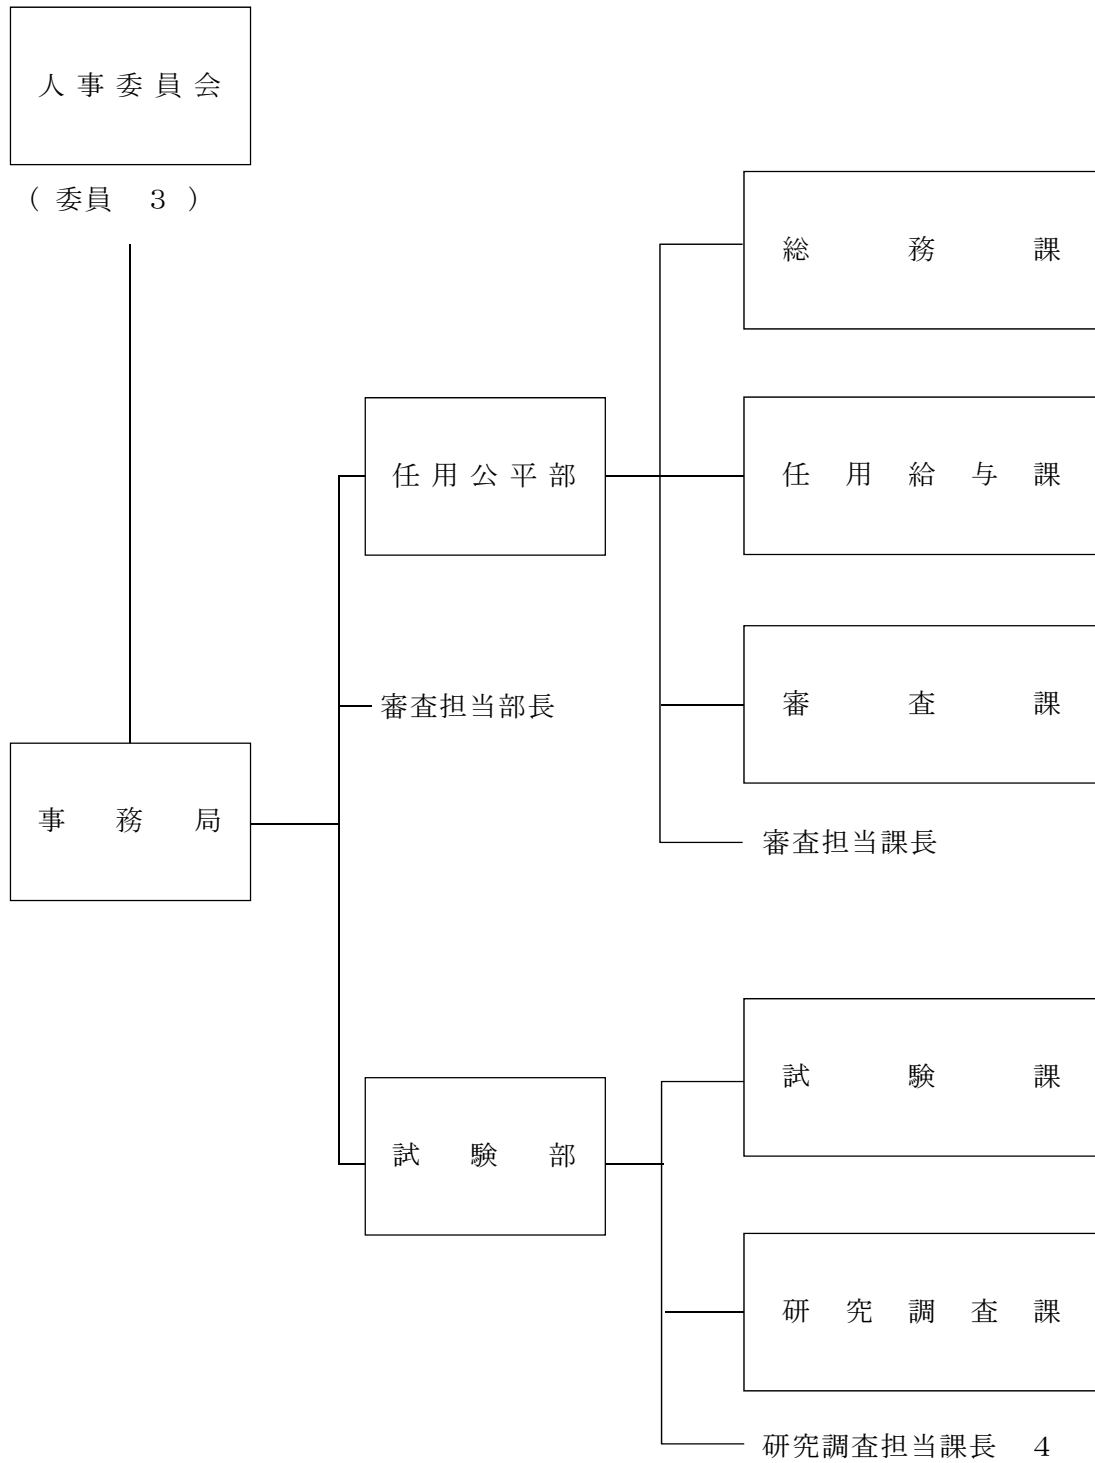 人事委員会
（委員　３）
事務局
任用公平部
総務課
任用給与課
審査課
審査担当課長
審査担当部長
試験部
試験課
研究調査課
研究調査担当課長　４